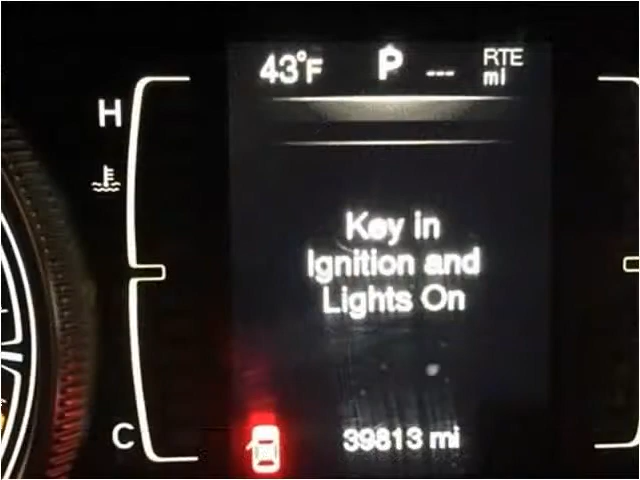 43°F P --- RTE
mi
H
Key in
Ignition and
Lights On
C 39813 mi